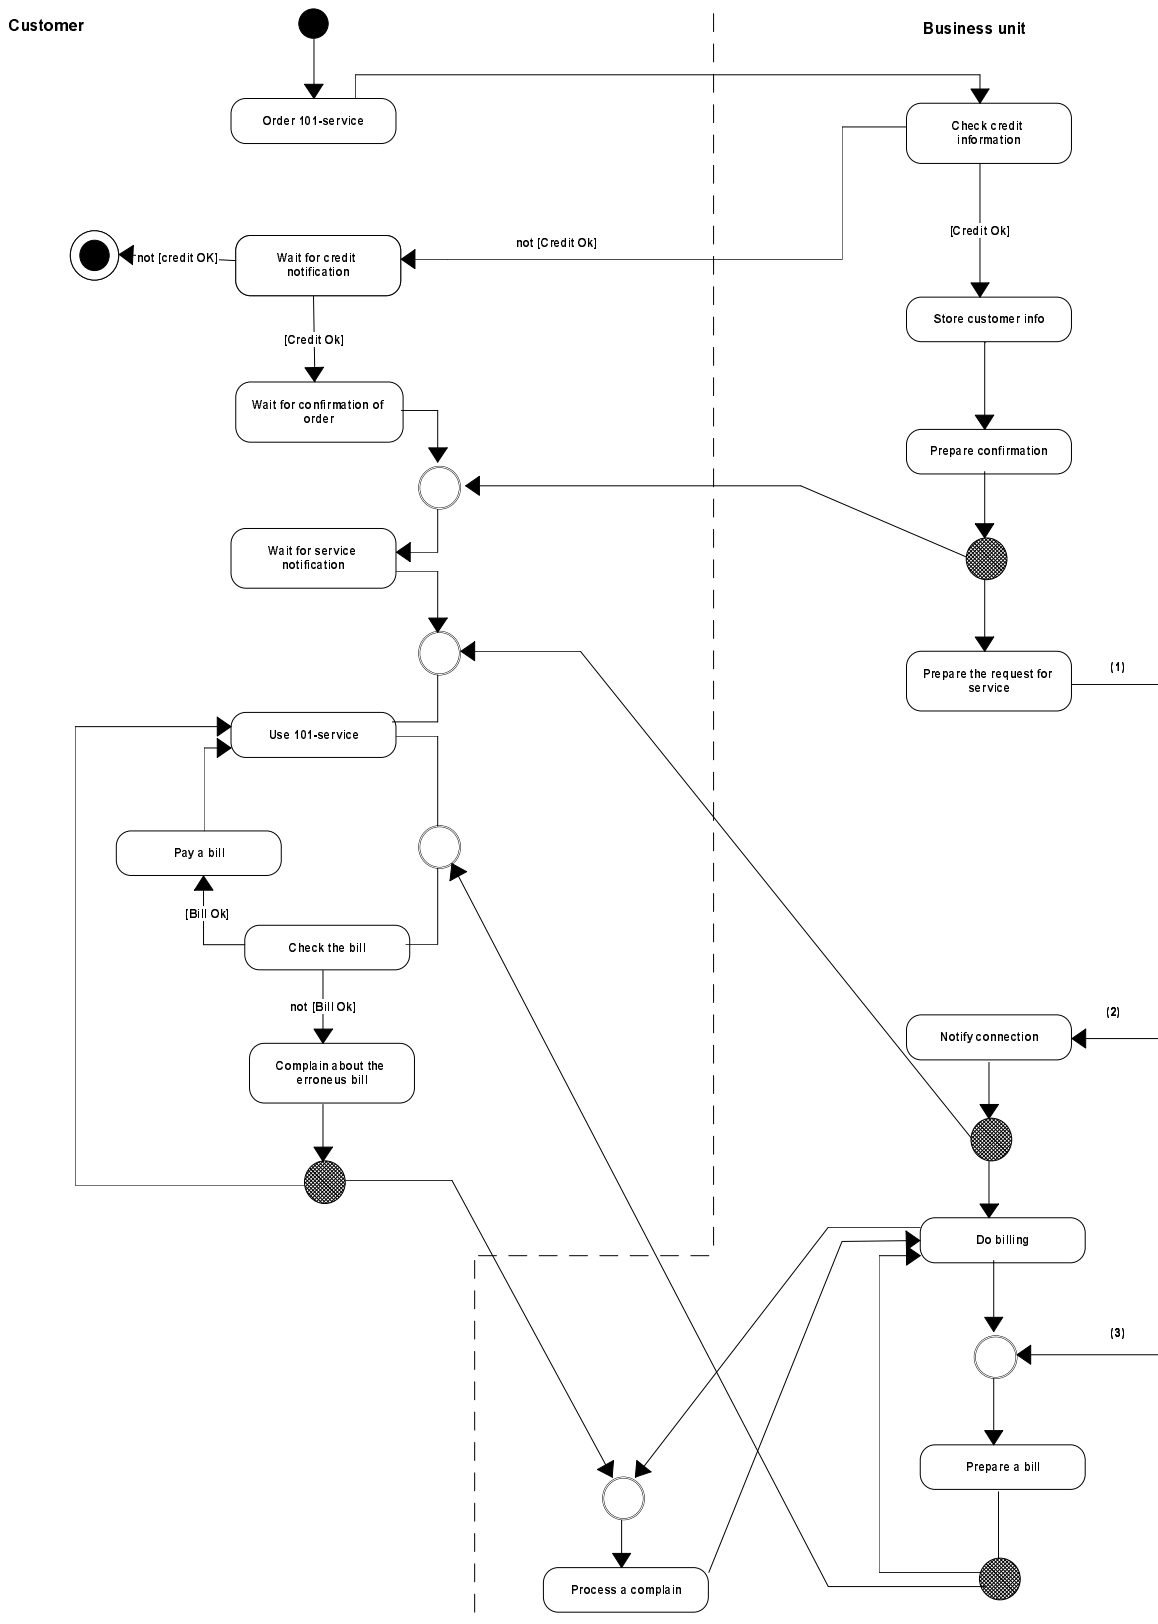 Customer
Business unit
Order 101-service
Check credit
information
[Credit Ok]
not [Credit Ok]
not [credit OK]
Wait for credit
notification
Store customer info
[Credit Ok]
Wait for confirmation of
order
Prepare confirmation
Wait for service
notification
(1)
Prepare the request for
service
Use 101-service
Pay a bill
[Bill Ok]
Check the bill
not [Bill Ok]
(2)
Notify connection
Complain about the
erroneus bill
Do billing
(3)
Prepare a bill
Process a complain